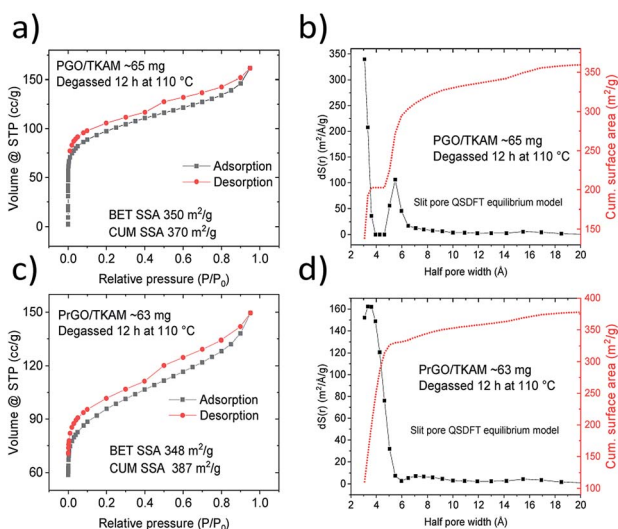 a)
PGO/TKAM ~65 mg
Degassed 12 h at 110 °C
Adsorption
Desorption
BET SSA 350 m²/g
CUM SSA 370 m²/g
Volume @ STP (cc/g)
0
50
100
150
200
0.0 0.2 0.4 0.6 0.8 1.0
Relative pressure (P/P₀)
b)
PGO/TKAM ~65 mg
Degassed 12 h at 110 °C
Slit pore QSDFT equilibrium model
dS(r) (m²/Å/g)
0
50
100
150
200
250
300
350
2 4 6 8 10 12 14 16 18 20
Half pore width (Å)
Cum. surface area (m²/g)
150
200
250
300
350
c)
PrGO/TKAM ~63 mg
Degassed 12 h at 110 °C
Adsorption
Desorption
BET SSA 348 m²/g
CUM SSA 387 m²/g
Volume @ STP (cc/g)
60
90
120
150
0.0 0.2 0.4 0.6 0.8 1.0
Relative pressure (P/P₀)
d)
PrGO/TKAM ~63 mg
Degassed 12 h at 110 °C
Slit pore QSDFT equilibrium model
dS(r) (m²/Å/g)
0
20
40
60
80
100
120
140
160
2 4 6 8 10 12 14 16 18 20
Half pore width (Å)
Cum. surface area (m²/g)
100
150
200
250
300
350
400